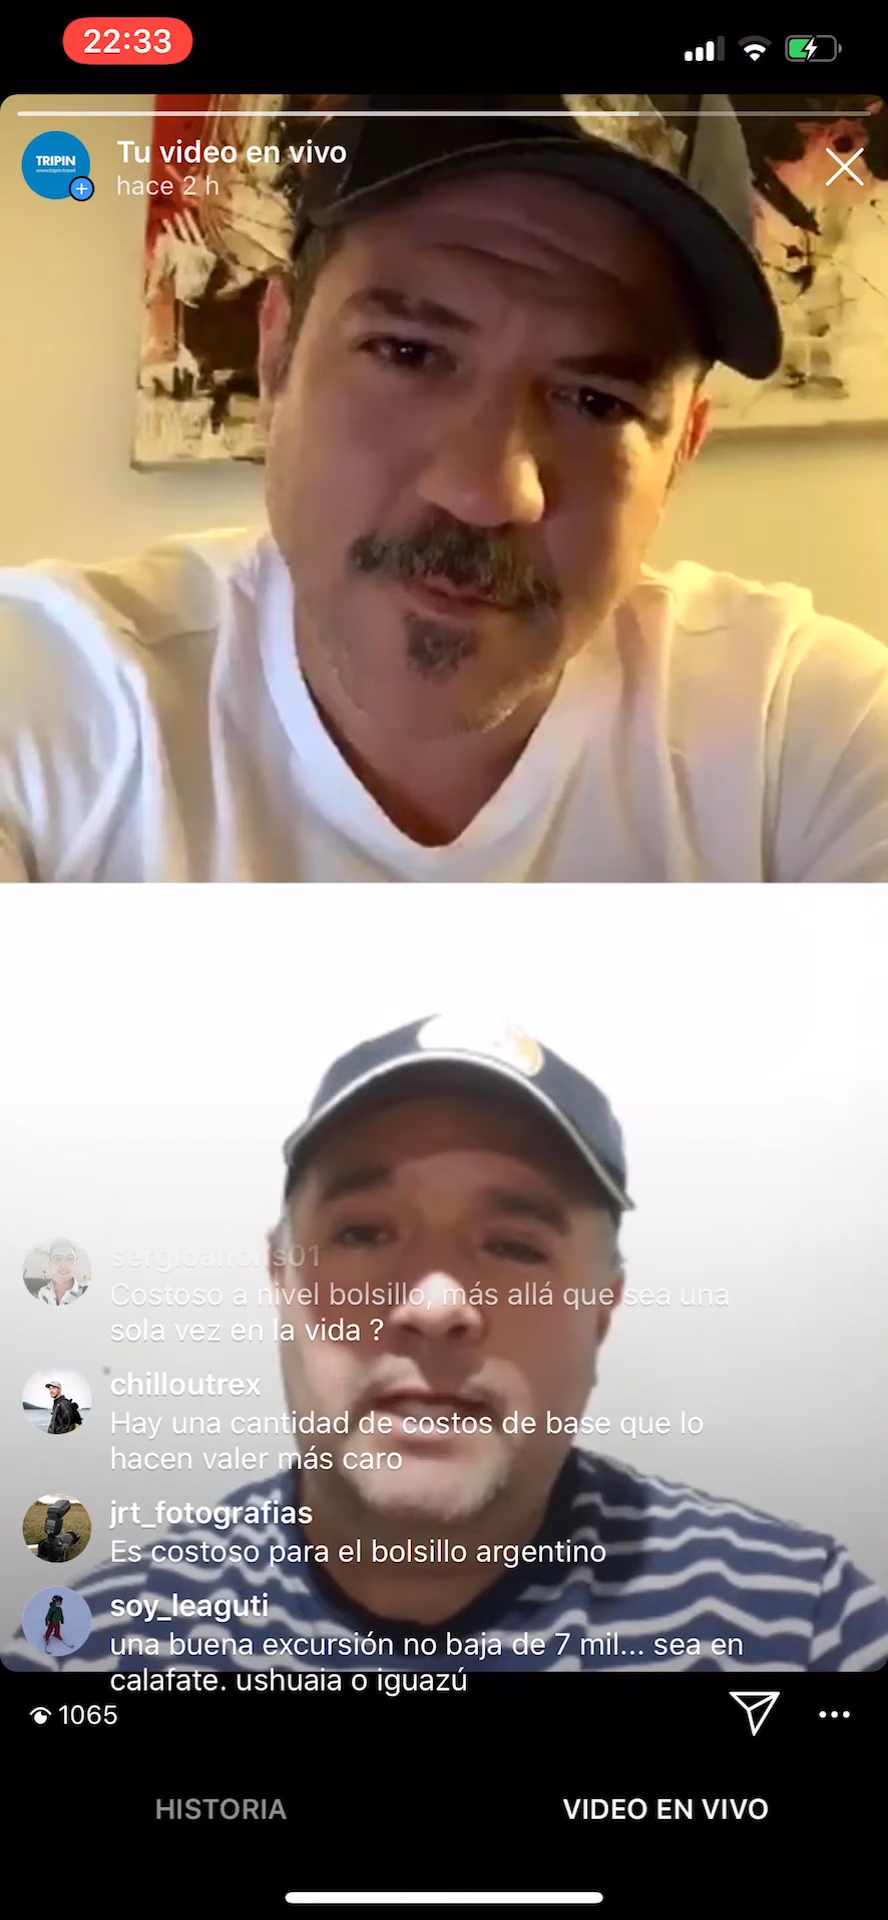 22:33
TRIPIN
Tu video en vivo
hace 2 h
Costoso a nivel bolsillo, más allá que sea una
sola vez en la vida ?
chilloutrex
Hay una cantidad de costos de base que lo
hacen valer más caro
jrt_fotografias
Es costoso para el bolsillo argentino
soy_leaguti
una buena excursión no baja de 7 mil... sea en
calafate. ushuaia o iguazú
1065
HISTORIA
VIDEO EN VIVO